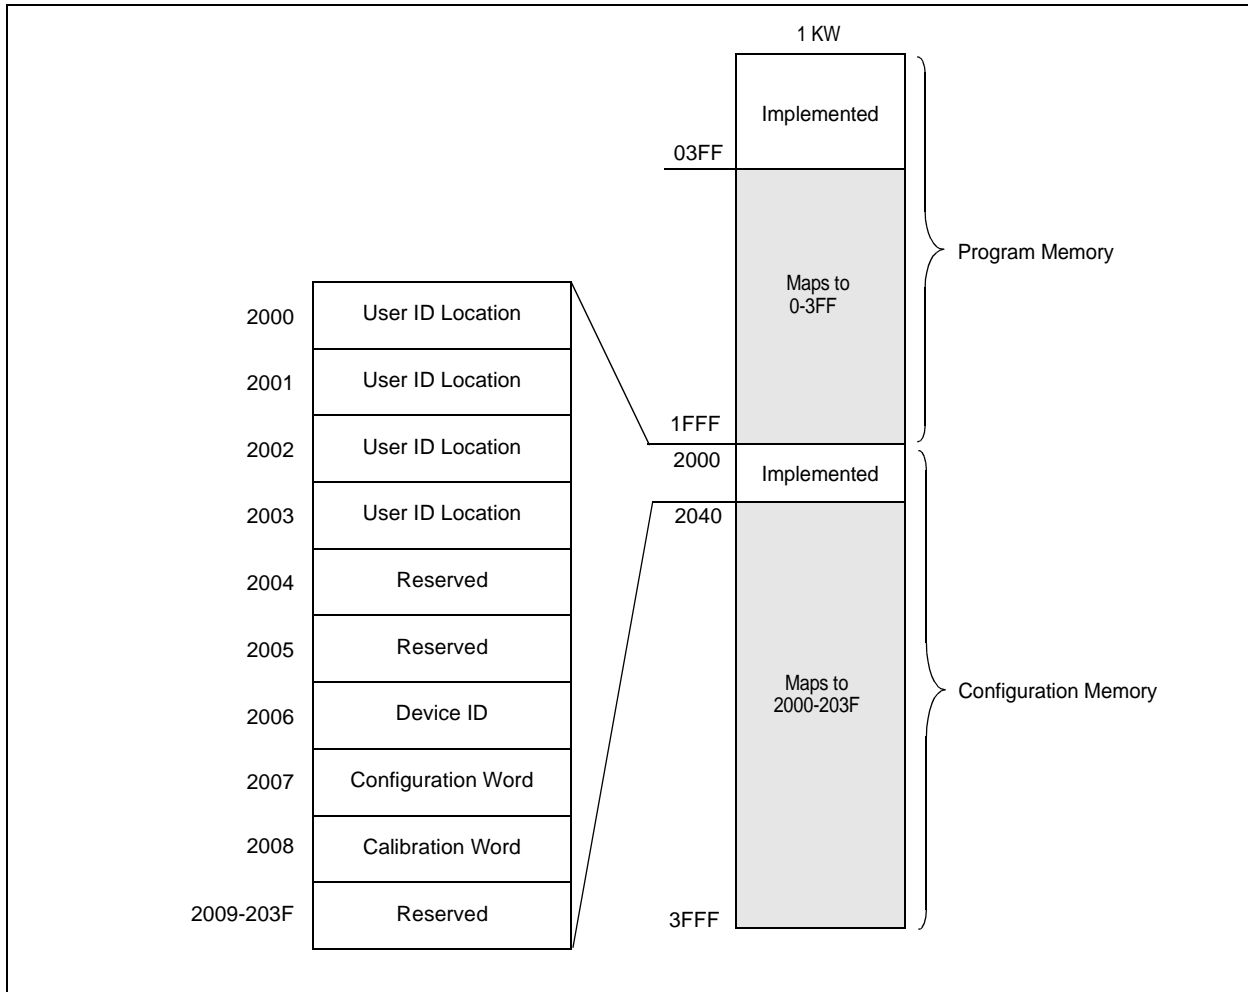 1 KW
Implemented
03FF
Maps to
0-3FF
Program Memory
1FFF
2000
Implemented
2040
Maps to
2000-203F
Configuration Memory
3FFF
2000 User ID Location
2001 User ID Location
2002 User ID Location
2003 User ID Location
2004 Reserved
2005 Reserved
2006 Device ID
2007 Configuration Word
2008 Calibration Word
2009-203F Reserved